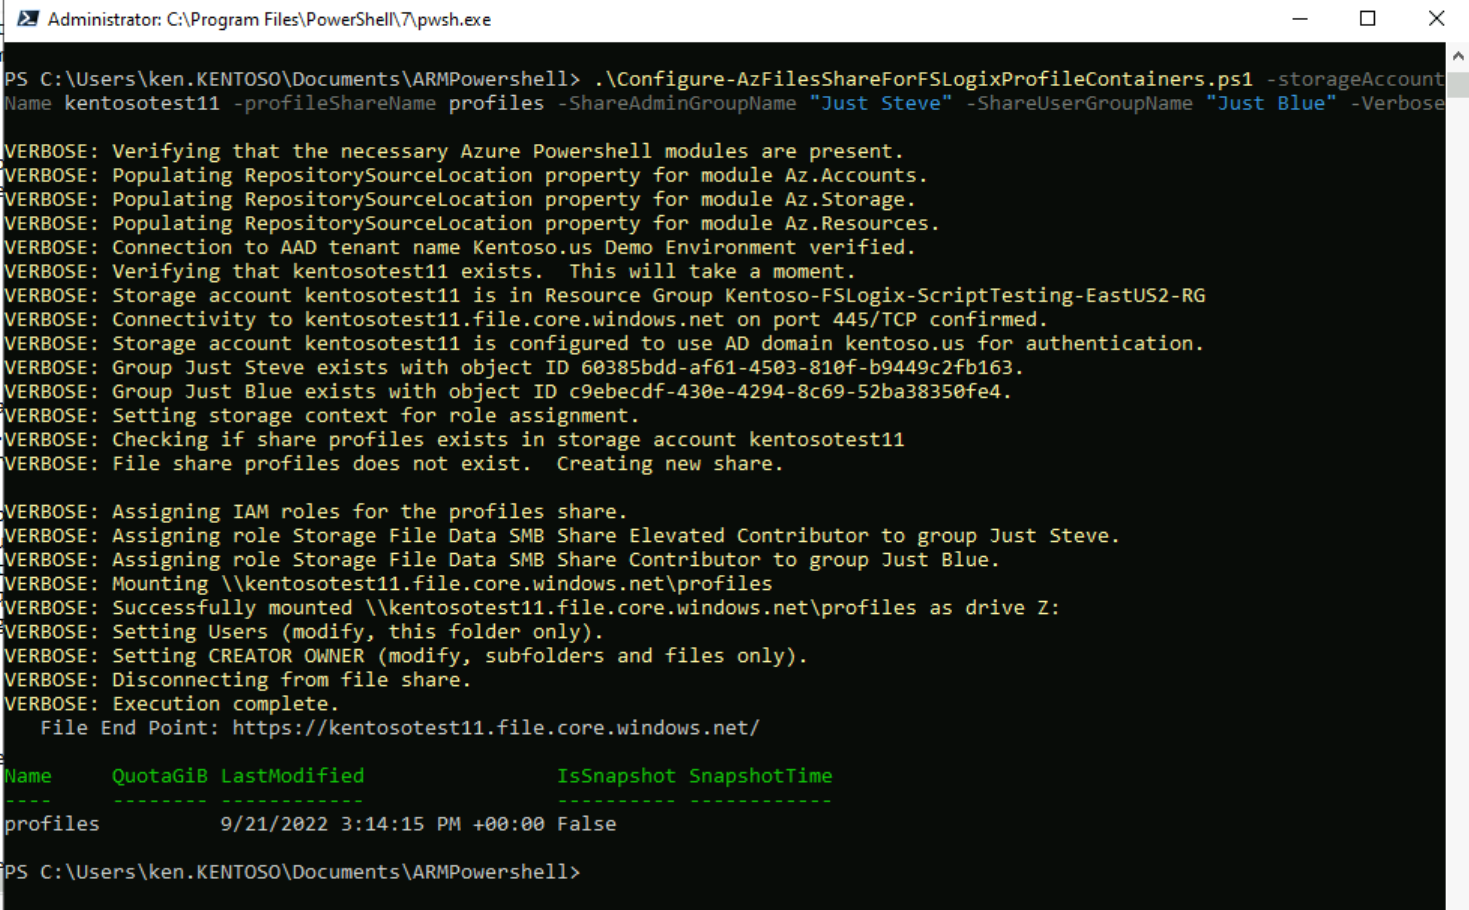 Administrator: C:\Program Files\PowerShell\7\pwsh.exe
PS C:\Users\ken.KENTOSO\Documents\ARMPowershell> .\Configure-AzFilesShareForFSLogixProfileContainers.ps1 -storageAccount
Name kentosotest11 -profileShareName profiles -ShareAdminGroupName "Just Steve" -ShareUserGroupName "Just Blue" -Verbose
VERBOSE: Verifying that the necessary Azure Powershell modules are present.
VERBOSE: Populating RepositorySourceLocation property for module Az.Accounts.
VERBOSE: Populating RepositorySourceLocation property for module Az.Storage.
VERBOSE: Populating RepositorySourceLocation property for module Az.Resources.
VERBOSE: Connection to AAD tenant name Kentoso.us Demo Environment verified.
VERBOSE: Verifying that kentosotest11 exists.  This will take a moment.
VERBOSE: Storage account kentosotest11 is in Resource Group Kentoso-FSLogix-ScriptTesting-EastUS2-RG
VERBOSE: Connectivity to kentosotest11.file.core.windows.net on port 445/TCP confirmed.
VERBOSE: Storage account kentosotest11 is configured to use AD domain kentoso.us for authentication.
VERBOSE: Group Just Steve exists with object ID 60385bdd-af61-4503-810f-b9449c2fb163.
VERBOSE: Group Just Blue exists with object ID c9ebecdf-430e-4294-8c69-52ba38350fe4.
VERBOSE: Setting storage context for role assignment.
VERBOSE: Checking if share profiles exists in storage account kentosotest11
VERBOSE: File share profiles does not exist.  Creating new share.
VERBOSE: Assigning IAM roles for the profiles share.
VERBOSE: Assigning role Storage File Data SMB Share Elevated Contributor to group Just Steve.
VERBOSE: Assigning role Storage File Data SMB Share Contributor to group Just Blue.
VERBOSE: Mounting \\kentosotest11.file.core.windows.net\profiles
VERBOSE: Successfully mounted \\kentosotest11.file.core.windows.net\profiles as drive Z:
VERBOSE: Setting Users (modify, this folder only).
VERBOSE: Setting CREATOR OWNER (modify, subfolders and files only).
VERBOSE: Disconnecting from file share.
VERBOSE: Execution complete.
   File End Point: https://kentosotest11.file.core.windows.net/
Name     QuotaGiB LastModified                IsSnapshot SnapshotTime
----     -------- ------------                ---------- ------------
profiles          9/21/2022 3:14:15 PM +00:00 False
PS C:\Users\ken.KENTOSO\Documents\ARMPowershell>